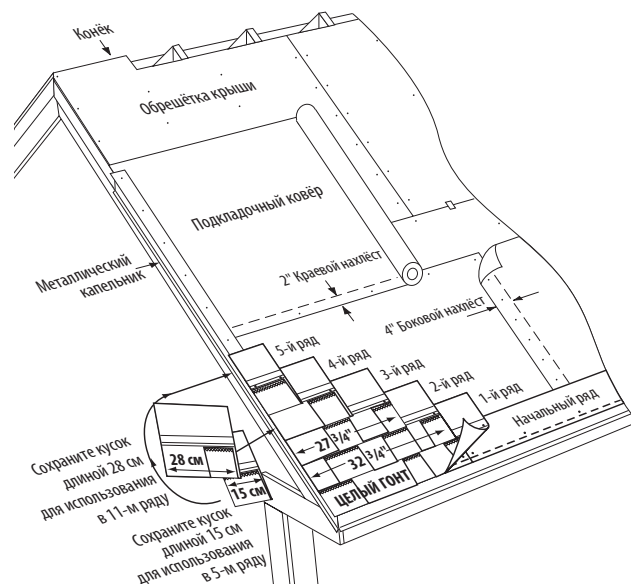 Конёк
Обрешётка крыши
Подкладочный ковёр
Металлический
капельник
2" Краевой нахлёст
4" Боковой нахлёст
5-й ряд
4-й ряд
3-й ряд
2-й ряд
1-й ряд
Начальный ряд
27 3/4"
32 3/4"
ЦЕЛЫЙ ГОНТ
28 см
15 см
Сохраните кусок
длиной 28 см
для использования
в 11-м ряду
Сохраните кусок
длиной 15 см
для использования
в 5-м ряду